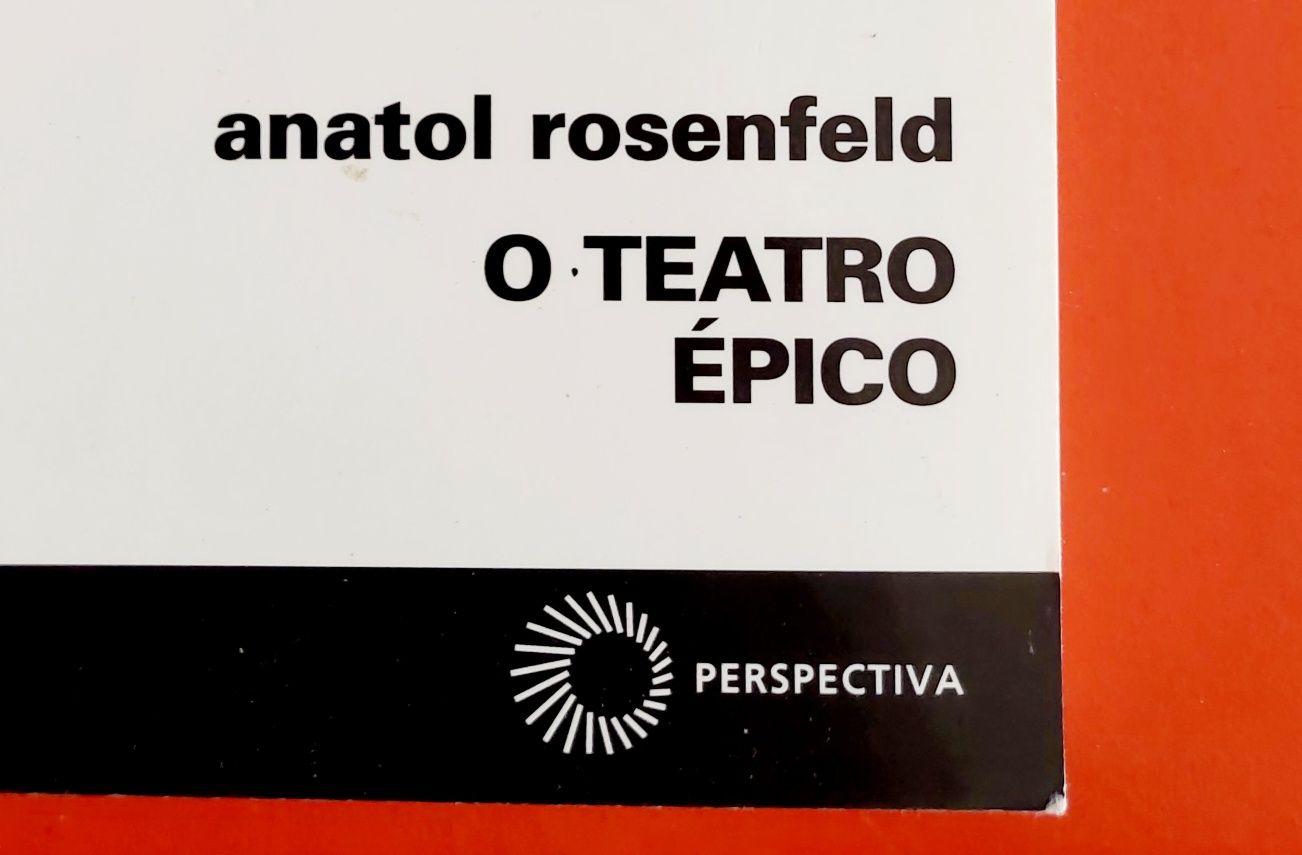 anatol rosenfeld
O TEATRO
ÉPICO
PERSPECTIVA